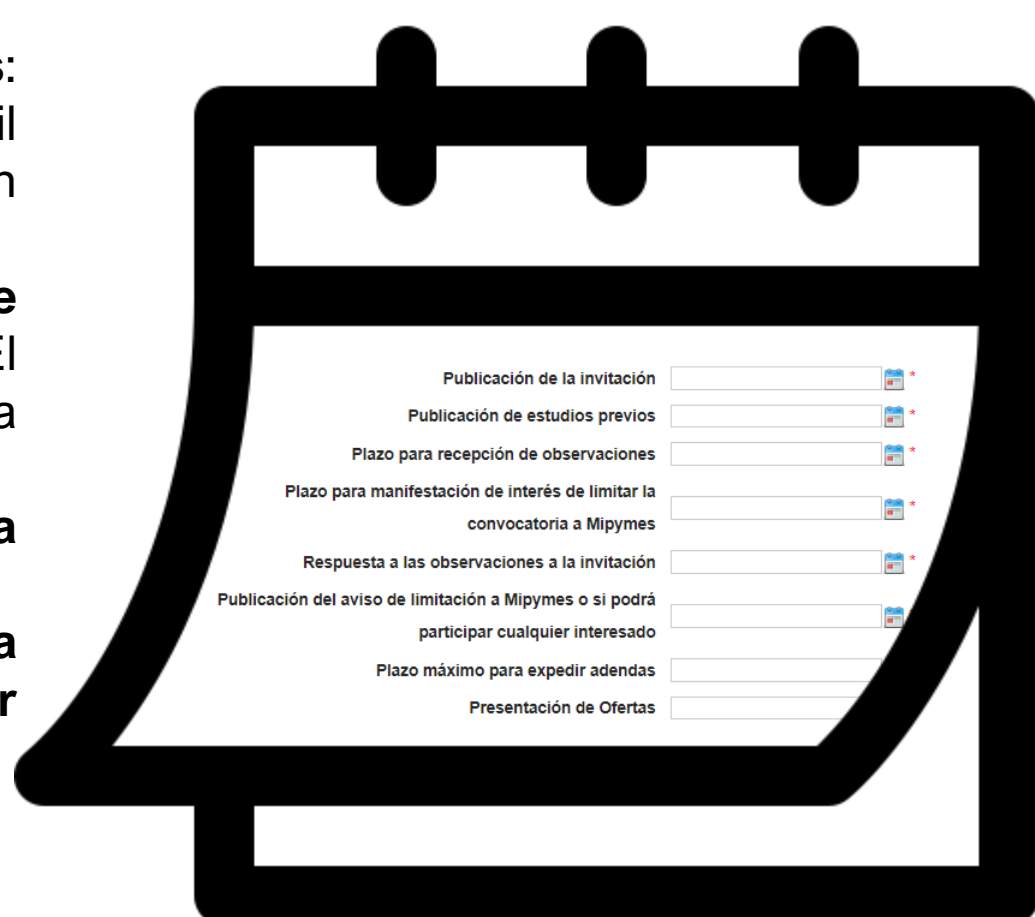 s:
il
n
e
El
a
a
a
r
Publicación de la invitación *
Publicación de estudios previos *
Plazo para recepción de observaciones *
Plazo para manifestación de interés de limitar la
convocatoria a Mipymes *
Respuesta a las observaciones a la invitación *
Publicación del aviso de limitación a Mipymes o si podrá
participar cualquier interesado
Plazo máximo para expedir adendas
Presentación de Ofertas